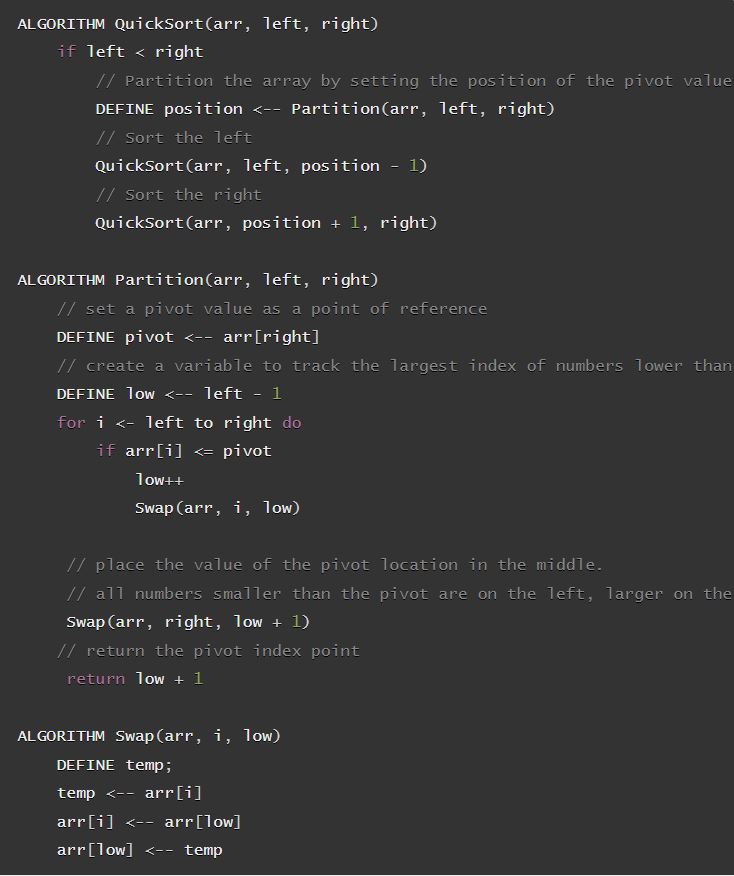 ALGORITHM QuickSort(arr, left, right)
    if left < right
        // Partition the array by setting the position of the pivot value
        DEFINE position <-- Partition(arr, left, right)
        // Sort the left
        QuickSort(arr, left, position - 1)
        // Sort the right
        QuickSort(arr, position + 1, right)

ALGORITHM Partition(arr, left, right)
    // set a pivot value as a point of reference
    DEFINE pivot <-- arr[right]
    // create a variable to track the largest index of numbers lower than
    DEFINE low <-- left - 1
    for i <- left to right do
        if arr[i] <= pivot
            low++
            Swap(arr, i, low)

     // place the value of the pivot location in the middle.
     // all numbers smaller than the pivot are on the left, larger on the
     Swap(arr, right, low + 1)
    // return the pivot index point
     return low + 1

ALGORITHM Swap(arr, i, low)
    DEFINE temp;
    temp <-- arr[i]
    arr[i] <-- arr[low]
    arr[low] <-- temp